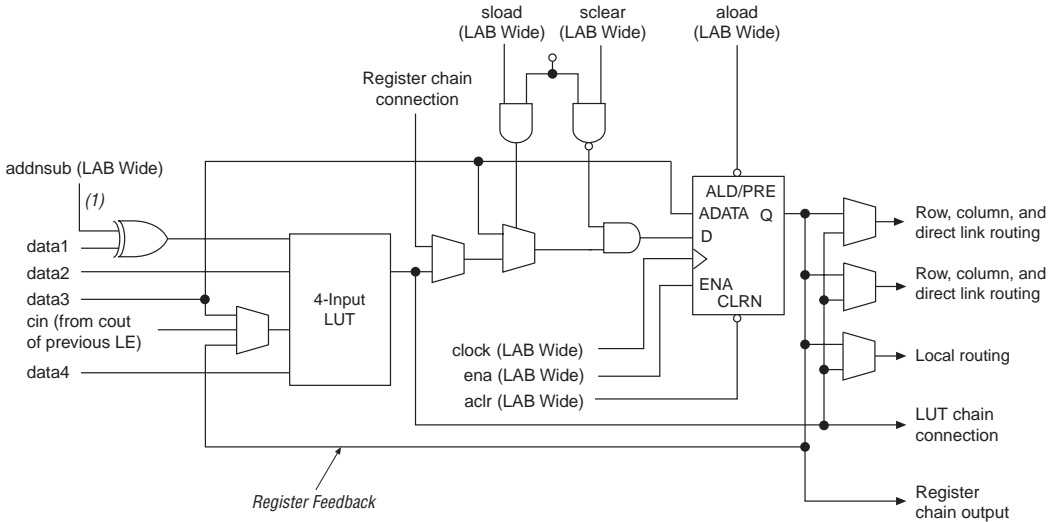 sload
(LAB Wide)
sclear
(LAB Wide)
aload
(LAB Wide)
Register chain
connection
addnsub (LAB Wide)
(1)
data1
data2
data3
cin (from cout
of previous LE)
data4
4-Input
LUT
ALD/PRE
ADATA
Q
D
ENA
CLRN
clock (LAB Wide)
ena (LAB Wide)
aclr (LAB Wide)
Row, column, and
direct link routing
Row, column, and
direct link routing
Local routing
LUT chain
connection
Register
chain output
Register Feedback